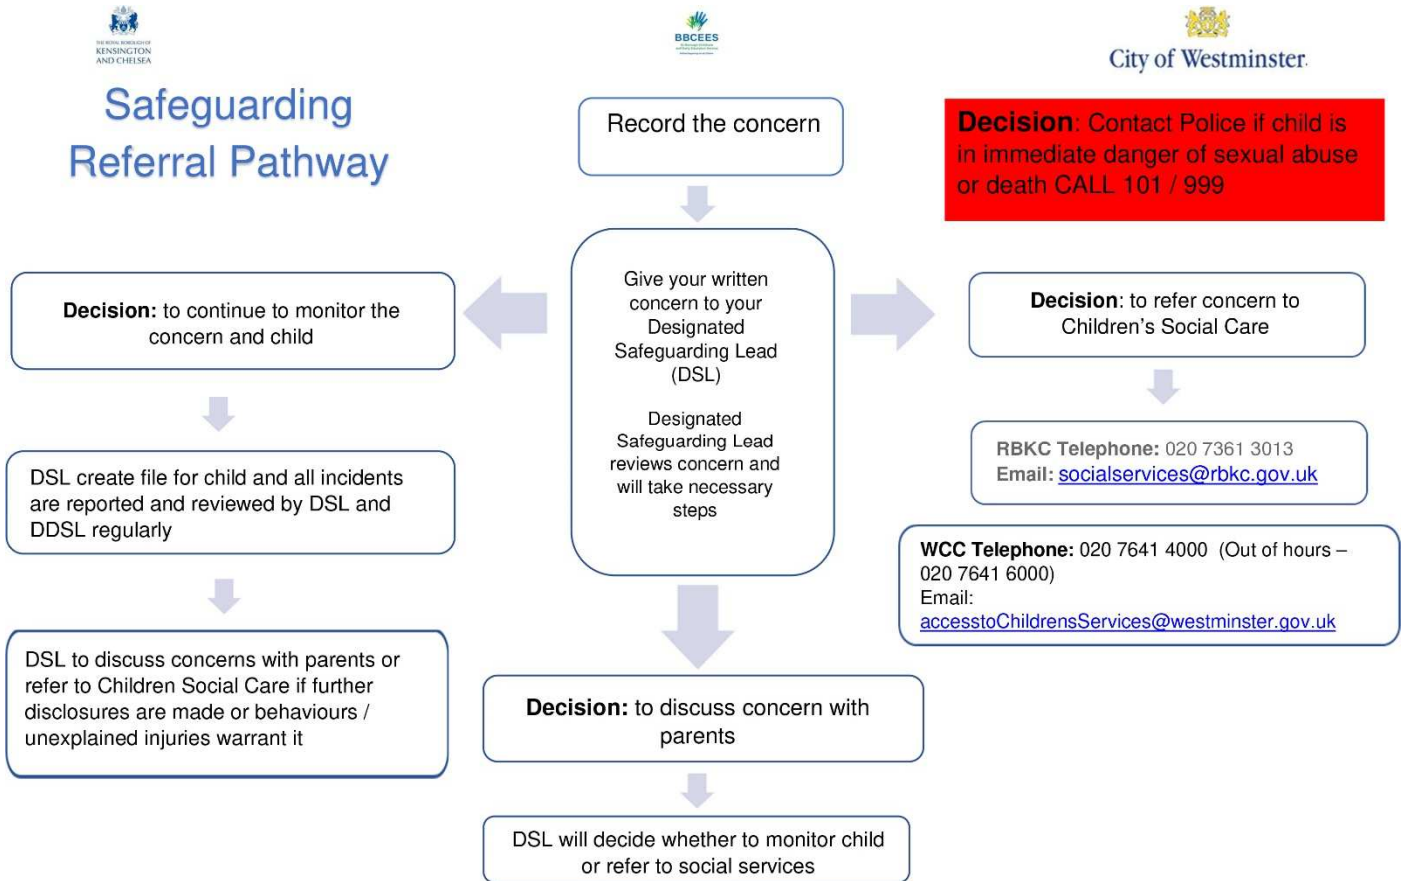 THE ROYAL BOROUGH OF
KENSINGTON
AND CHELSEA
BBCEES
City of Westminster
Safeguarding
Referral Pathway
Record the concern
Decision: Contact Police if child is
in immediate danger of sexual abuse
or death CALL 101 / 999
Give your written
concern to your
Designated
Safeguarding Lead
(DSL)
Designated
Safeguarding Lead
reviews concern and
will take necessary
steps
Decision: to continue to monitor the
concern and child
DSL create file for child and all incidents
are reported and reviewed by DSL and
DDSL regularly
DSL to discuss concerns with parents or
refer to Children Social Care if further
disclosures are made or behaviours /
unexplained injuries warrant it
Decision: to discuss concern with
parents
DSL will decide whether to monitor child
or refer to social services
Decision: to refer concern to
Children’s Social Care
RBKC Telephone: 020 7361 3013
Email: socialservices@rbkc.gov.uk
WCC Telephone: 020 7641 4000 (Out of hours –
020 7641 6000)
Email:
accesstoChildrensServices@westminster.gov.uk